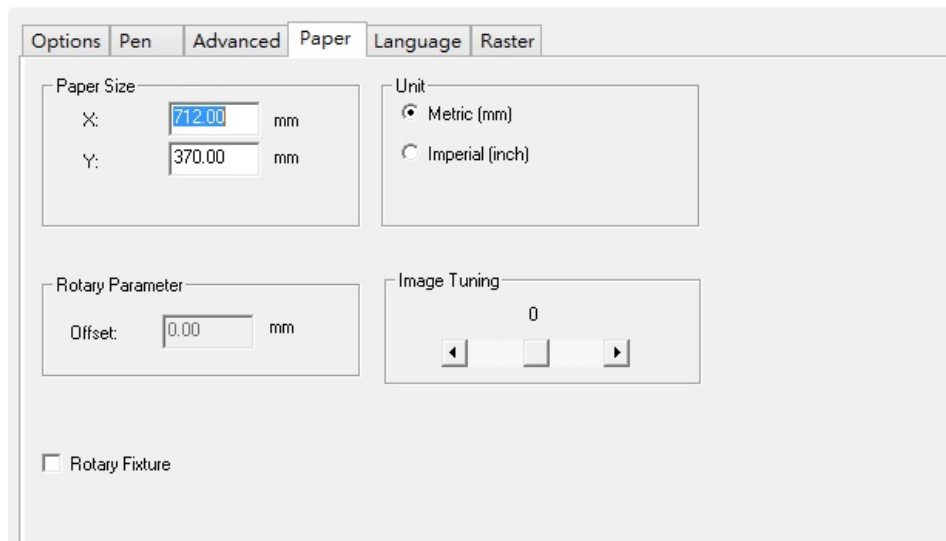 Options Pen Advanced Paper Language Raster
Paper Size
X: 712.00 mm
Y: 370.00 mm
Unit
Metric (mm)
Imperial (inch)
Rotary Parameter
Offset: 0.00 mm
Image Tuning
0
Rotary Fixture